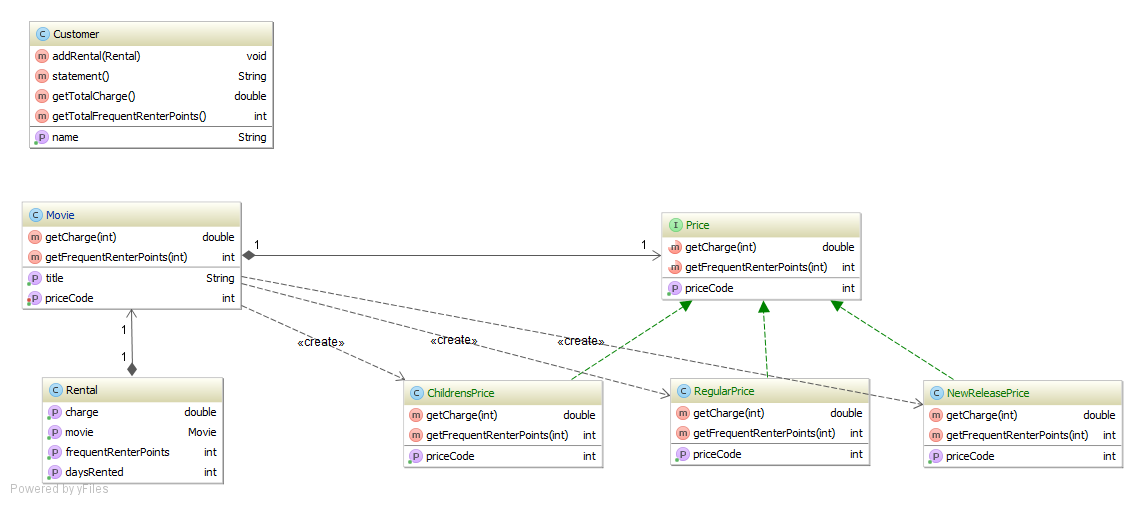 C Customer
m addRental(Rental) void
m statement() String
m getTotalCharge() double
m getTotalFrequentRenterPoints() int
P name String
C Movie
m getCharge(int) double
m getFrequentRenterPoints(int) int
P title String
P priceCode int
1 1
I Price
m getCharge(int) double
m getFrequentRenterPoints(int) int
P priceCode int
1
1
«create» «create» «create»
C Rental
P charge double
P movie Movie
P frequentRenterPoints int
P daysRented int
C ChildrensPrice
m getCharge(int) double
m getFrequentRenterPoints(int) int
P priceCode int
C RegularPrice
m getCharge(int) double
m getFrequentRenterPoints(int) int
P priceCode int
C NewReleasePrice
m getCharge(int) double
m getFrequentRenterPoints(int) int
P priceCode int
Powered by yFiles